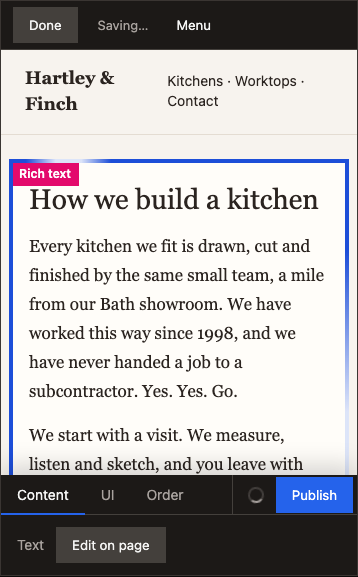 Done Saving... Menu
Hartley &
Finch
Kitchens · Worktops ·
Contact
Rich text
How we build a kitchen
Every kitchen we fit is drawn, cut and
finished by the same small team, a mile
from our Bath showroom. We have
worked this way since 1998, and we
have never handed a job to a
subcontractor. Yes. Yes. Go.
We start with a visit. We measure,
listen and sketch, and you leave with
Content UI Order Publish
Text Edit on page